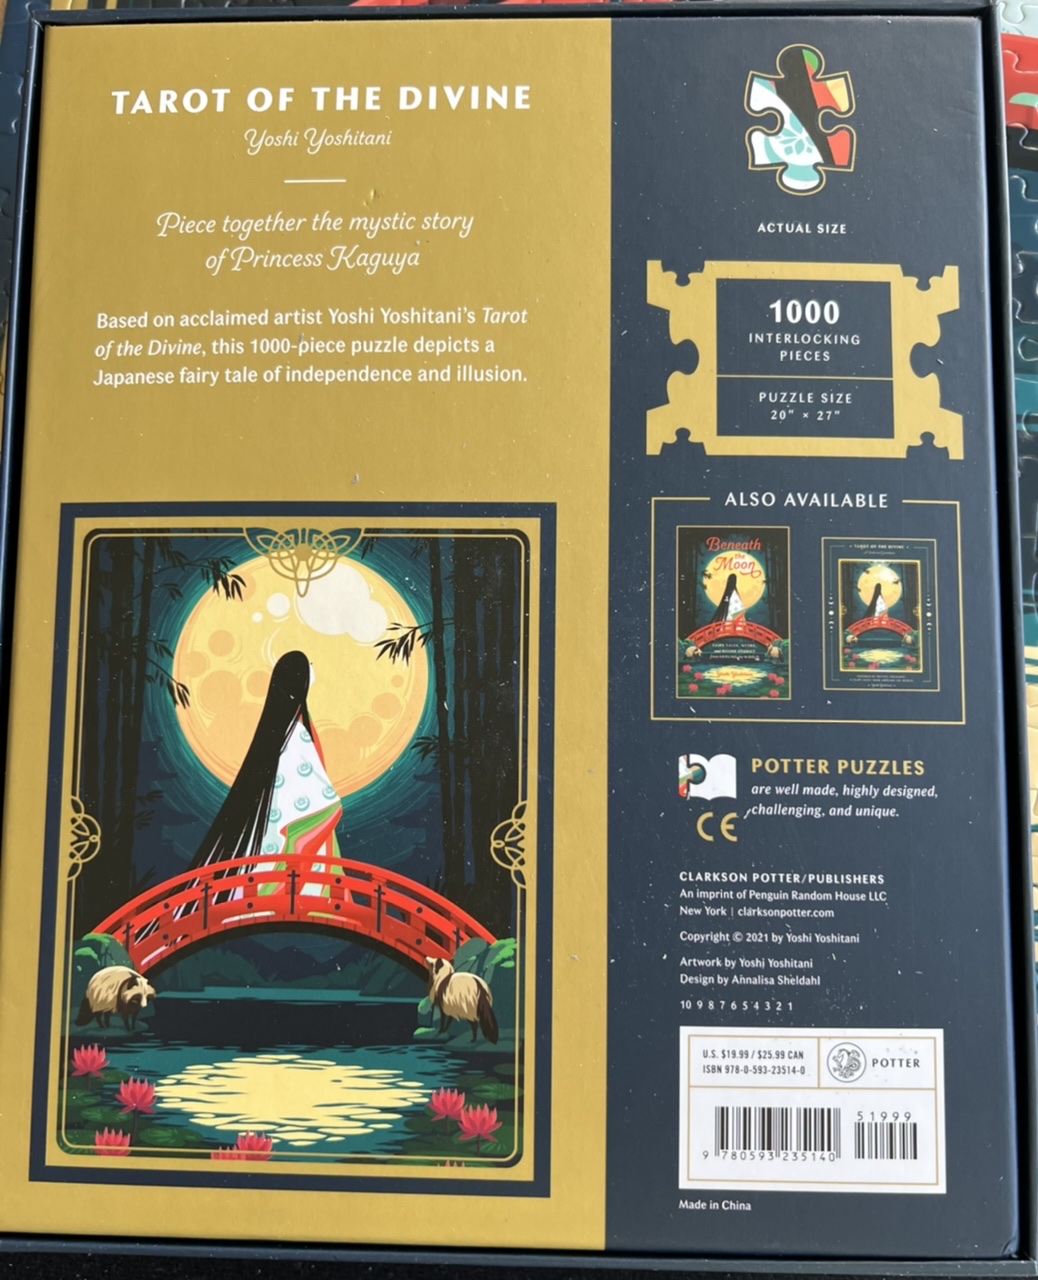 TAROT OF THE DIVINE
Yoshi Yoshitani
Piece together the mystic story
of Princess Kaguya
Based on acclaimed artist Yoshi Yoshitani's Tarot
of the Divine, this 1000-piece puzzle depicts a
Japanese fairy tale of independence and illusion.
ACTUAL SIZE
1000
INTERLOCKING
PIECES
PUZZLE SIZE
20" × 27"
ALSO AVAILABLE
Beneath
the
Moon
Yoshi Yoshitani
TAROT OF THE DIVINE
POTTER PUZZLES
are well made, highly designed,
challenging, and unique.
CE
CLARKSON POTTER/PUBLISHERS
An imprint of Penguin Random House LLC
New York | clarksonpotter.com
Copyright © 2021 by Yoshi Yoshitani
Artwork by Yoshi Yoshitani
Design by Annalisa Sheldahl
10 9 8 7 6 5 4 3 2 1
U.S. $19.99 / $25.99 CAN
ISBN 978-0-593-23514-0
POTTER
51999
9 780593 235140
Made in China